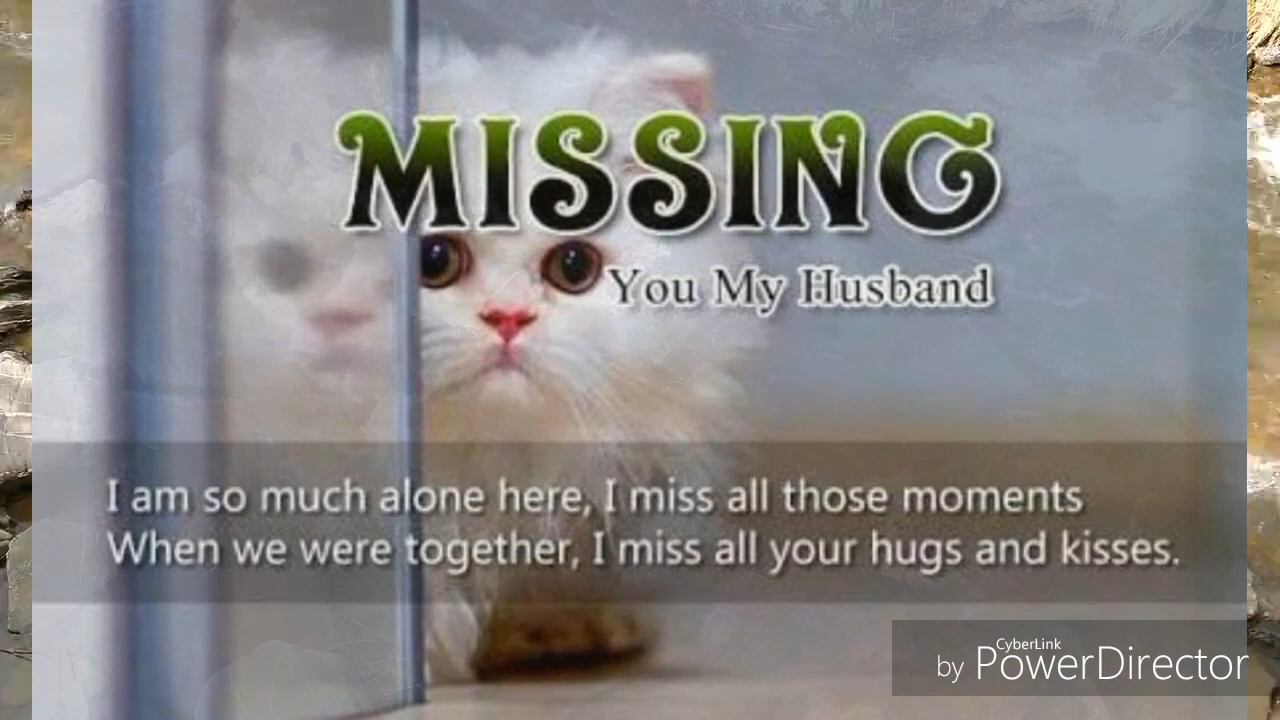 MISSING
You My Husband
I am so much alone here, I miss all those moments
When we were together, I miss all your hugs and kisses.
CyberLink
by PowerDirector